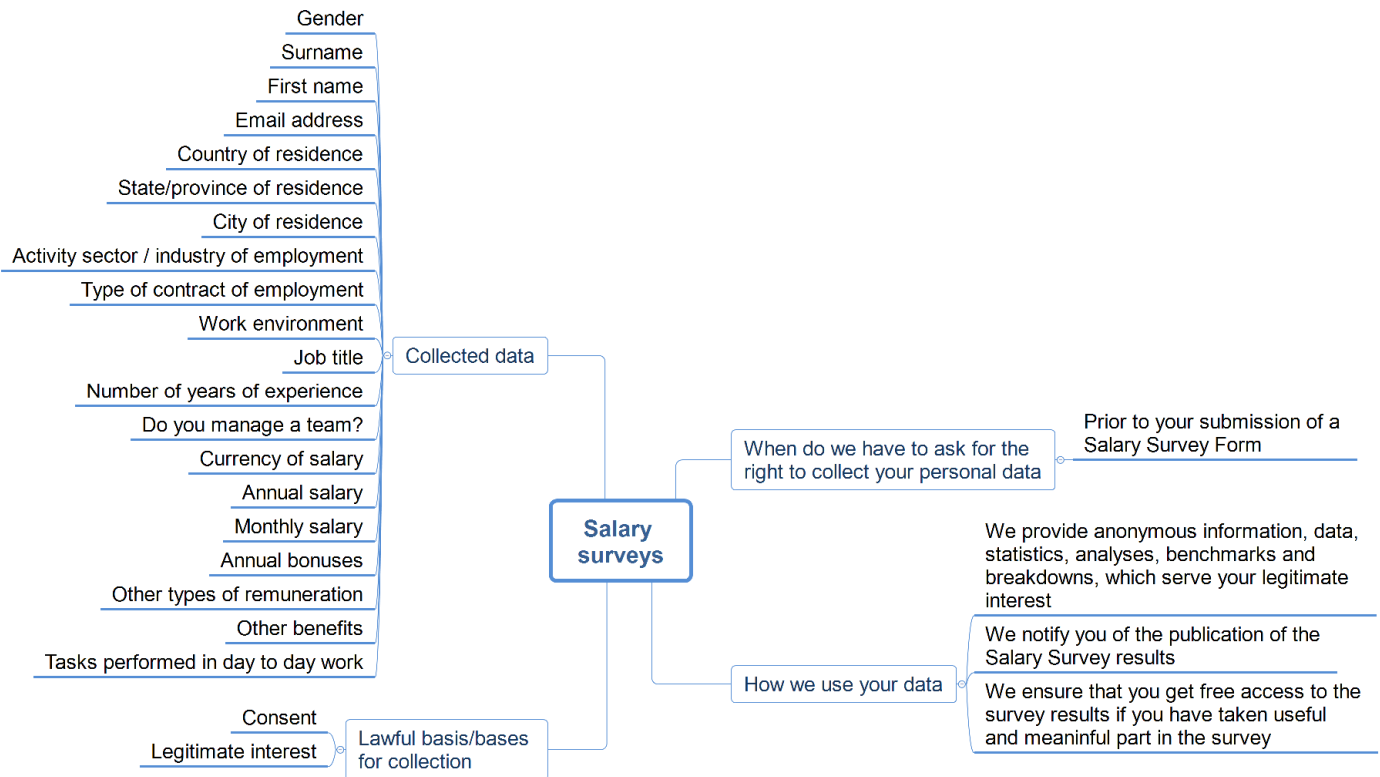 Gender
Surname
First name
Email address
Country of residence
State/province of residence
City of residence
Activity sector / industry of employment
Type of contract of employment
Work environment
Job title
Number of years of experience
Do you manage a team?
Currency of salary
Annual salary
Monthly salary
Annual bonuses
Other types of remuneration
Other benefits
Tasks performed in day to day work
Collected data
Consent
Legitimate interest
Lawful basis/bases
for collection
Salary
surveys
When do we have to ask for the
right to collect your personal data
Prior to your submission of a
Salary Survey Form
How we use your data
We provide anonymous information, data,
statistics, analyses, benchmarks and
breakdowns, which serve your legitimate
interest
We notify you of the publication of the
Salary Survey results
We ensure that you get free access to the
survey results if you have taken useful
and meaninful part in the survey